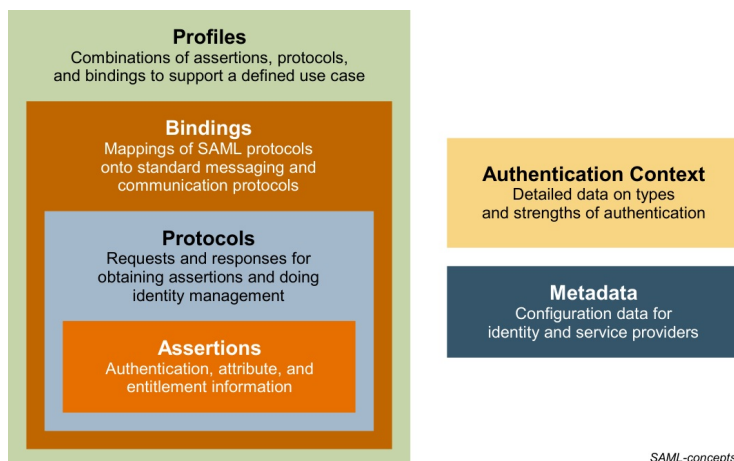 Profiles
Combinations of assertions, protocols,
and bindings to support a defined use case
Bindings
Mappings of SAML protocols
onto standard messaging and
communication protocols
Protocols
Requests and responses for
obtaining assertions and doing
identity management
Assertions
Authentication, attribute, and
entitlement information
Authentication Context
Detailed data on types
and strengths of authentication
Metadata
Configuration data for
identity and service providers
SAML-concepts